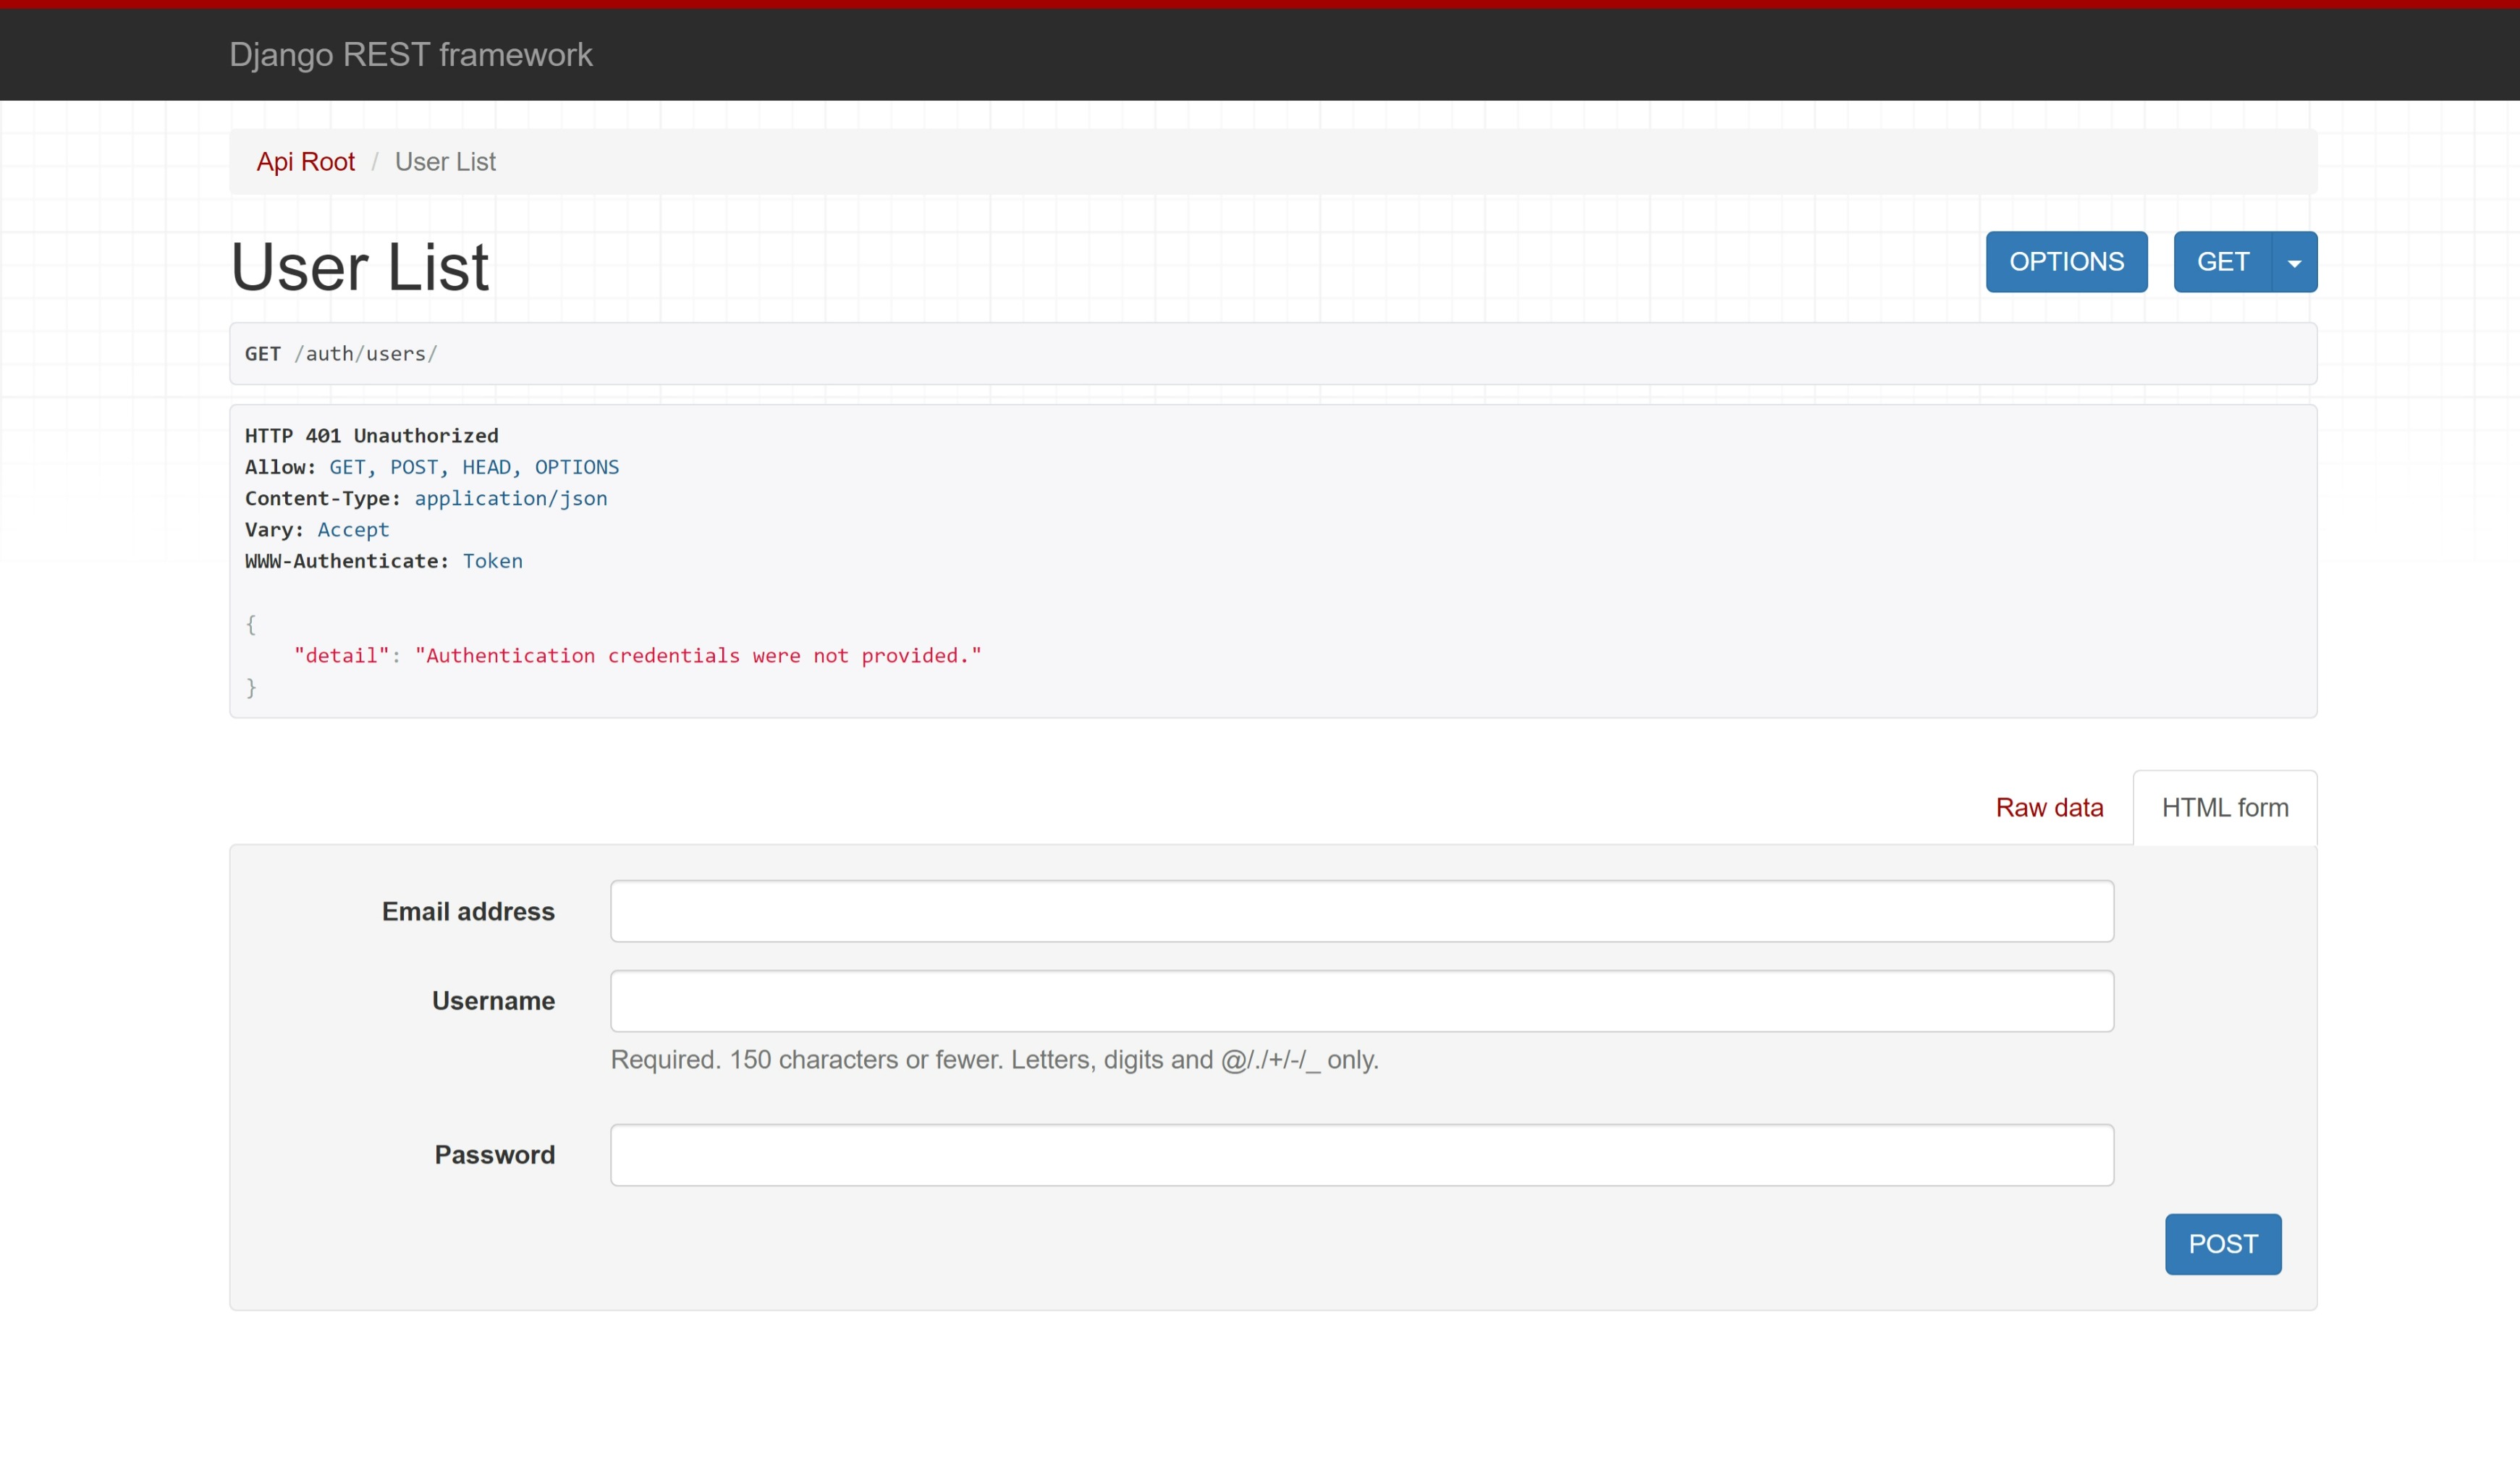 Django REST framework
Api Root / User List
User List
OPTIONS
GET
GET /auth/users/
HTTP 401 Unauthorized
Allow: GET, POST, HEAD, OPTIONS
Content-Type: application/json
Vary: Accept
WWW-Authenticate: Token
{
    "detail": "Authentication credentials were not provided."
}
Raw data
HTML form
Email address
Username
Required. 150 characters or fewer. Letters, digits and @/./+/-/_ only.
Password
POST